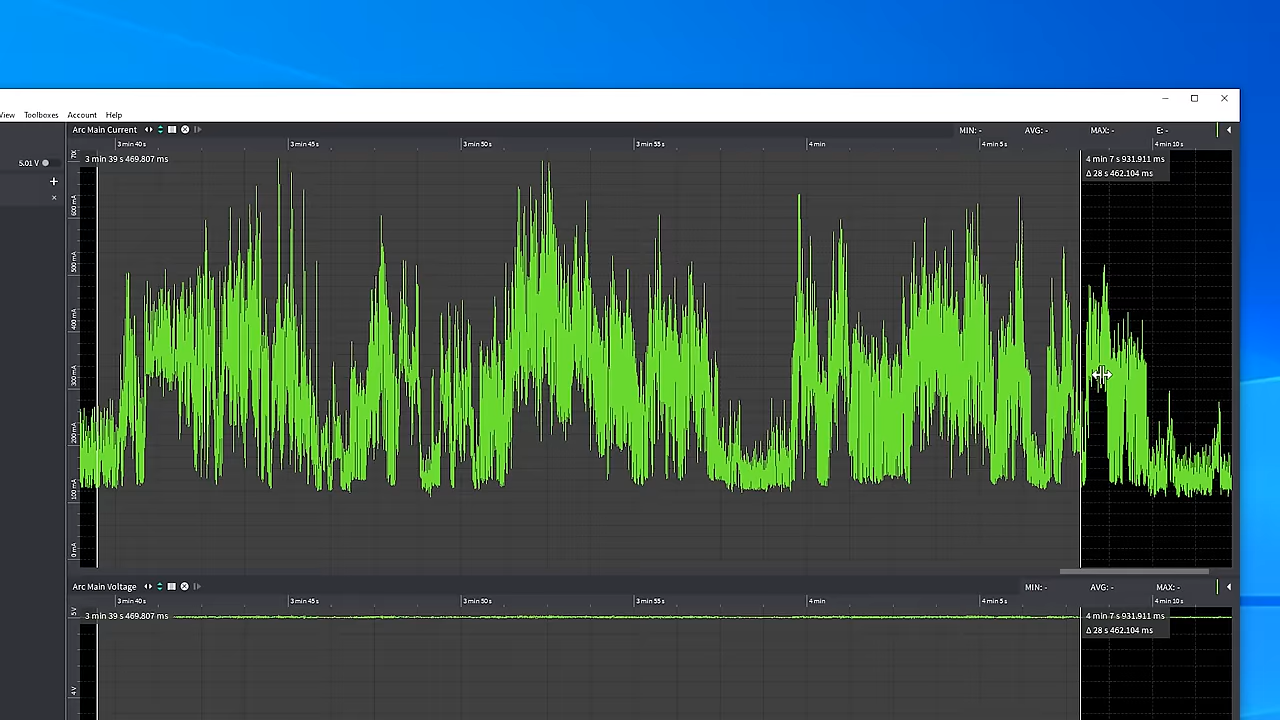 View Toolboxes Account Help
Arc Main Current MIN: - AVG: - MAX: - E: -
3 min 40 s 3 min 45 s 3 min 50 s 3 min 55 s 4 min 4 min 5 s 4 min 10 s
3 min 39 s 469.807 ms
4 min 7 s 931.911 ms
Δ 28 s 462.104 ms
5.01 V
600 mA
500 mA
400 mA
300 mA
200 mA
100 mA
0 mA
Arc Main Voltage MIN: - AVG: - MAX: -
3 min 40 s 3 min 45 s 3 min 50 s 3 min 55 s 4 min 4 min 5 s 4 min 10 s
3 min 39 s 469.807 ms
4 min 7 s 931.911 ms
Δ 28 s 462.104 ms
5 V
4 V